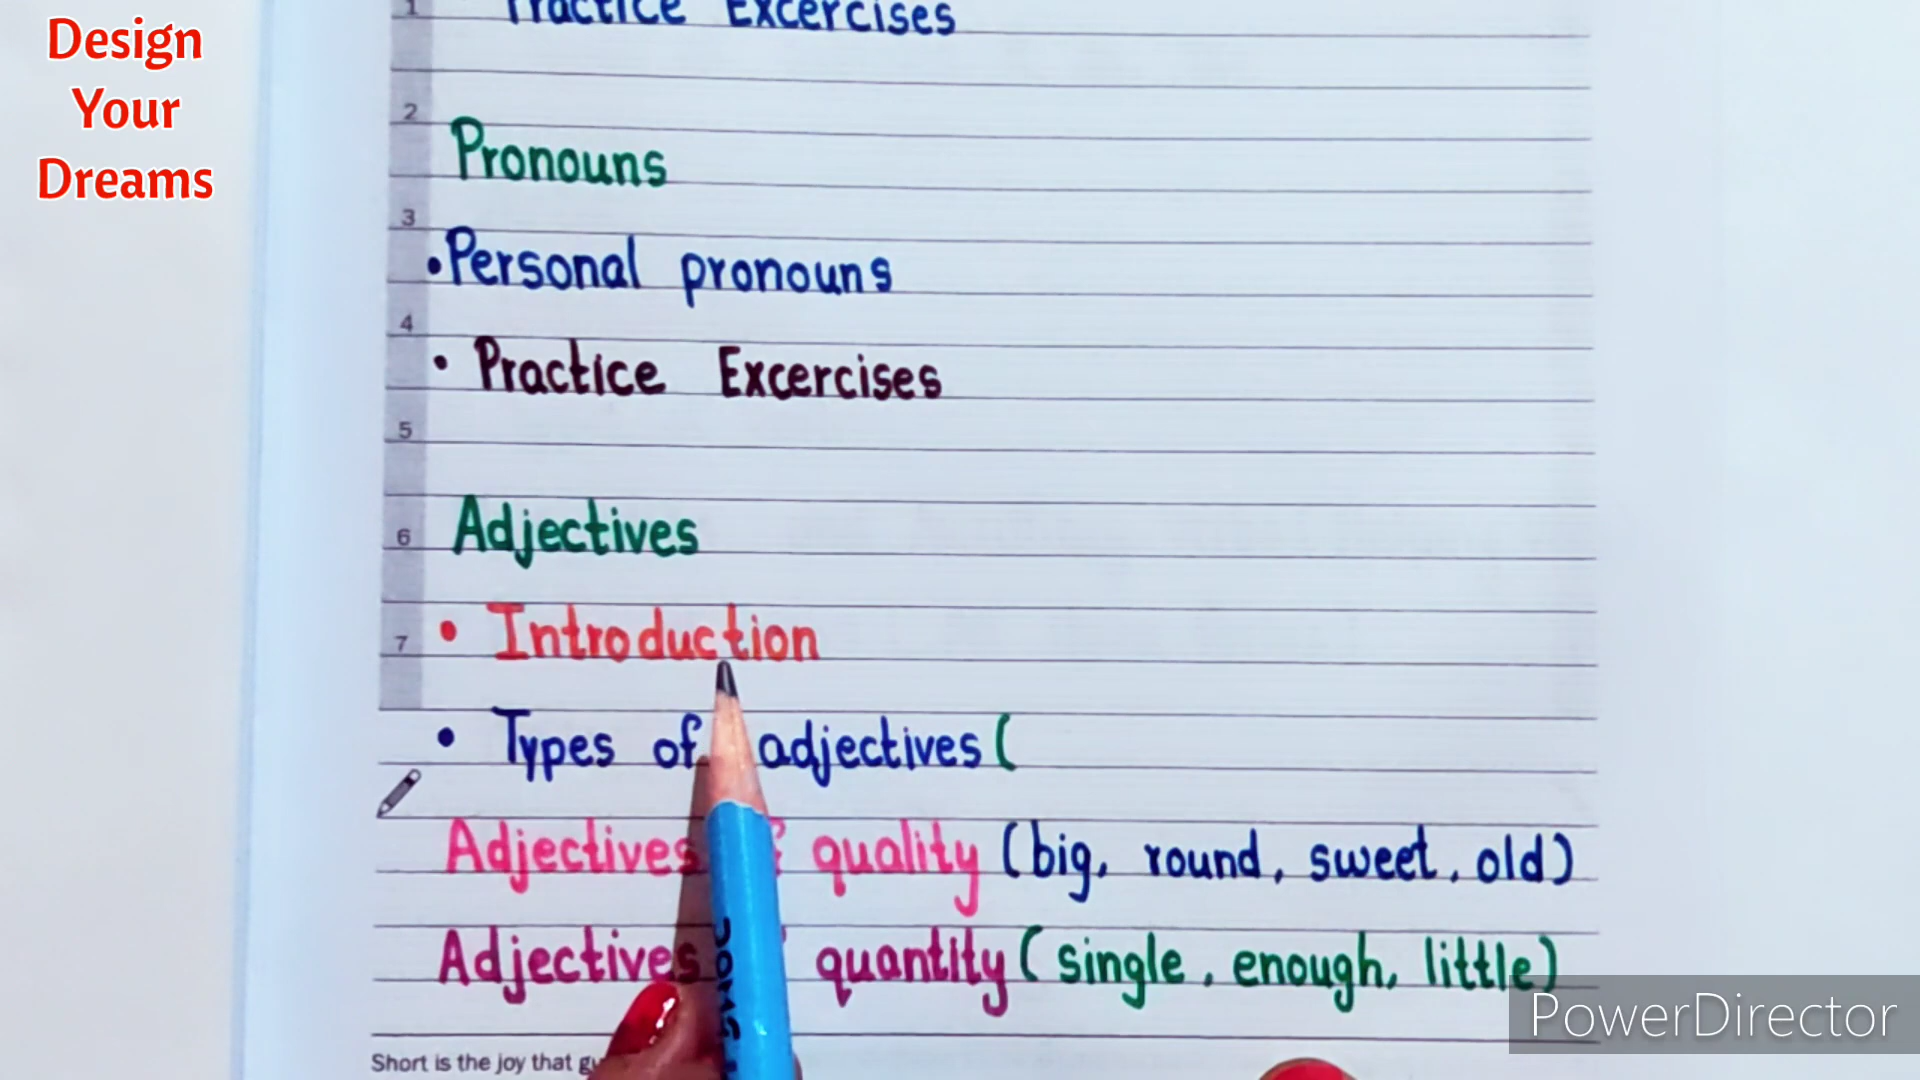 Design
Your
Dreams
1
Practice Excercises
2
Pronouns
3
•Personal pronouns
4
• Practice Excercises
5
Adjectives
6
• Introduction
7
• Types of adjectives (
Adjectives quality (big, round, sweet, old)
Adjectives quantity (single, enough, little)
DOMS
Short is the joy that
PowerDirector